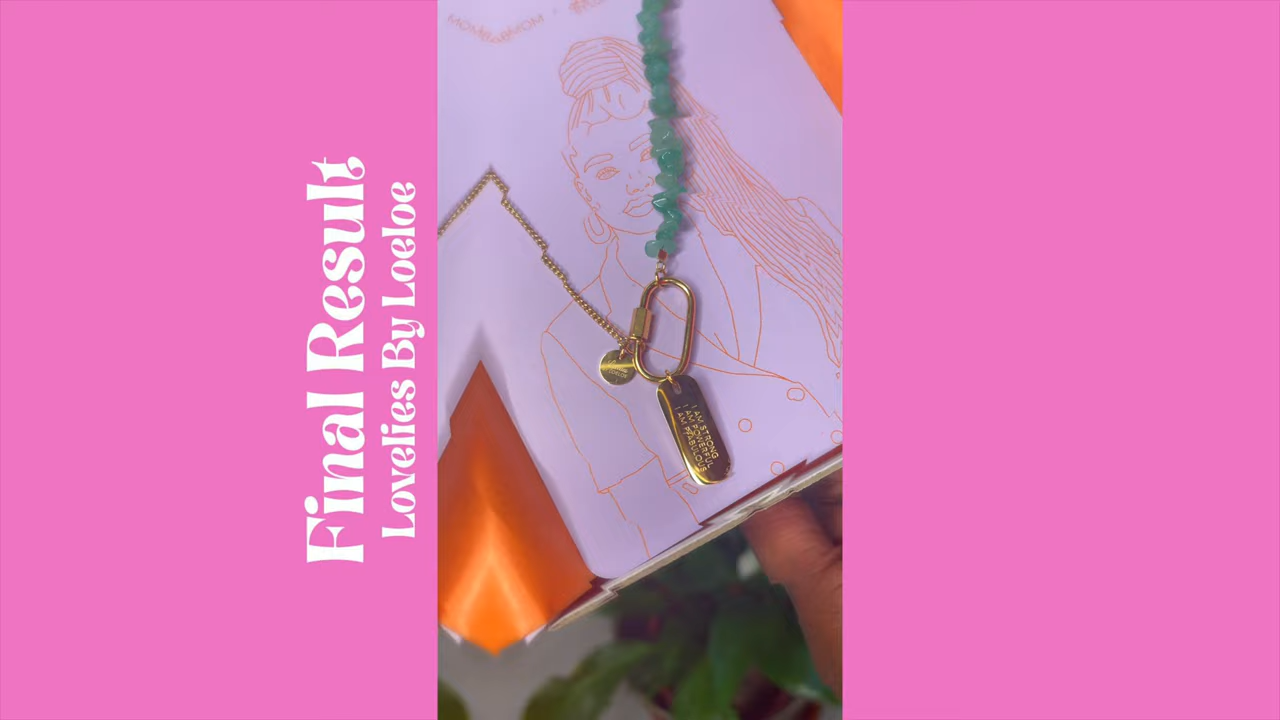 Final Result
Lovelies By Loeloe
I AM STRONG
I AM POWERFUL
I AM FABULOUS